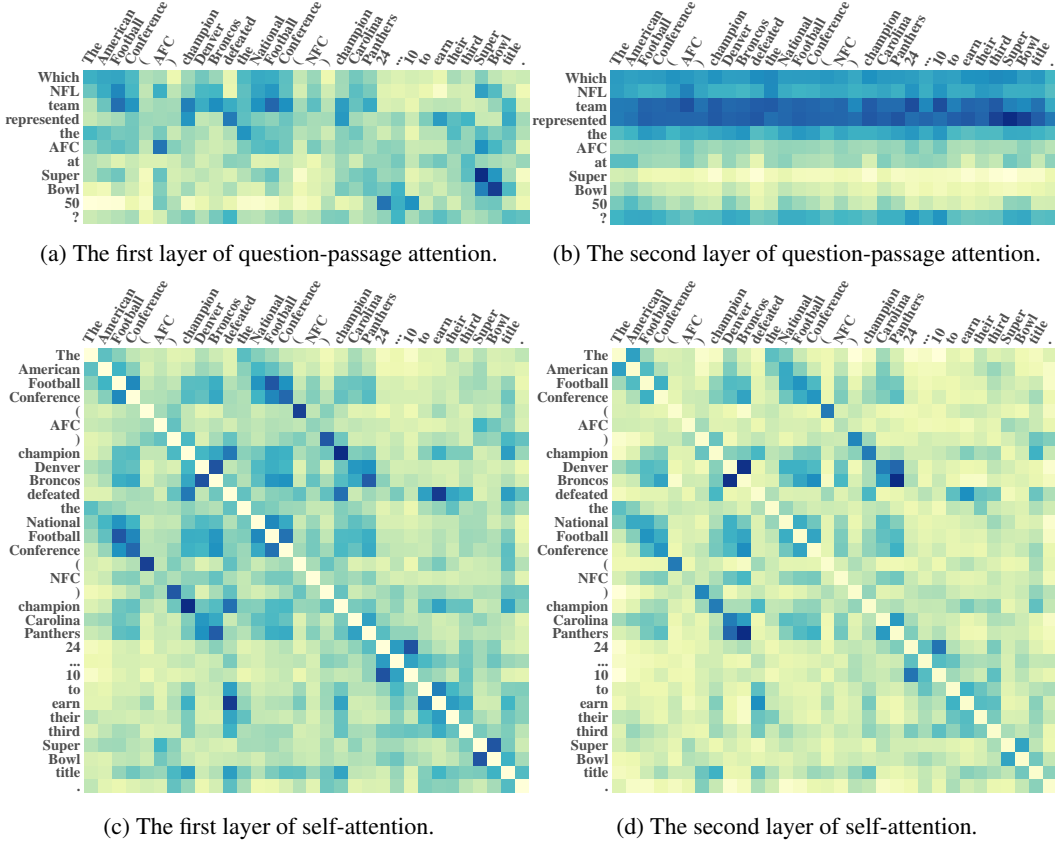 The American Football Conference ( AFC ) champion Denver Broncos defeated the National Football Conference ( NFC ) champion Carolina Panthers 24 ... 10 to earn their third Super Bowl title .
Which
NFL
team
represented
the
AFC
at
Super
Bowl
50
?
(a) The first layer of question-passage attention.
The American Football Conference ( AFC ) champion Denver Broncos defeated the National Football Conference ( NFC ) champion Carolina Panthers 24 ... 10 to earn their third Super Bowl title .
Which
NFL
team
represented
the
AFC
at
Super
Bowl
50
?
(b) The second layer of question-passage attention.
The American Football Conference ( AFC ) champion Denver Broncos defeated the National Football Conference ( NFC ) champion Carolina Panthers 24 ... 10 to earn their third Super Bowl title .
The
American
Football
Conference
(
AFC
)
champion
Denver
Broncos
defeated
the
National
Football
Conference
(
NFC
)
champion
Carolina
Panthers
24
...
10
to
earn
their
third
Super
Bowl
title
.
(c) The first layer of self-attention.
The American Football Conference ( AFC ) champion Denver Broncos defeated the National Football Conference ( NFC ) champion Carolina Panthers 24 ... 10 to earn their third Super Bowl title .
The
American
Football
Conference
(
AFC
)
champion
Denver
Broncos
defeated
the
National
Football
Conference
(
NFC
)
champion
Carolina
Panthers
24
...
10
to
earn
their
third
Super
Bowl
title
.
(d) The second layer of self-attention.